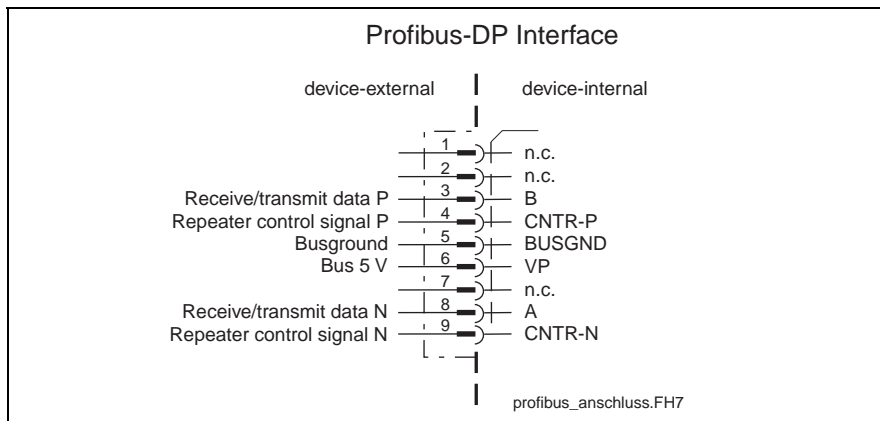 Profibus-DP Interface
device-external device-internal
1 n.c.
2 n.c.
Receive/transmit data P 3 B
Repeater control signal P 4 CNTR-P
Busground 5 BUSGND
Bus 5 V 6 VP
7 n.c.
Receive/transmit data N 8 A
Repeater control signal N 9 CNTR-N
profibus_anschluss.FH7